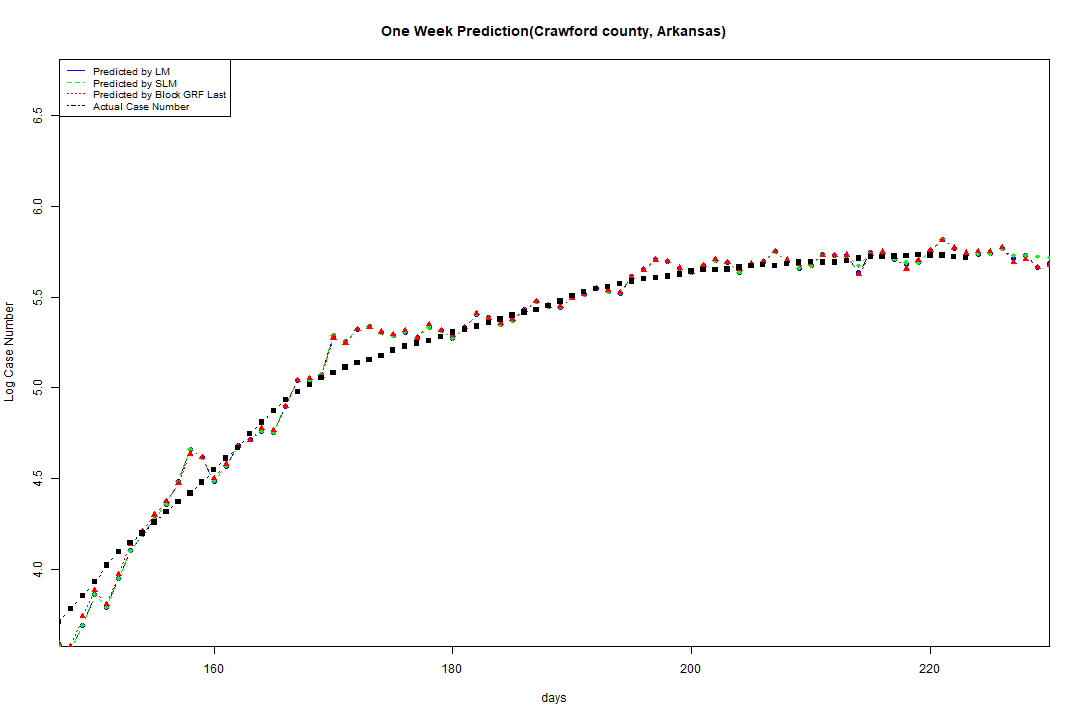 One Week Prediction(Crawford county, Arkansas)
Predicted by LM
Predicted by SLM
Predicted by Block GRF Last
Actual Case Number
6.5
6.0
5.5
5.0
4.5
4.0
Log Case Number
160 180 200 220
days